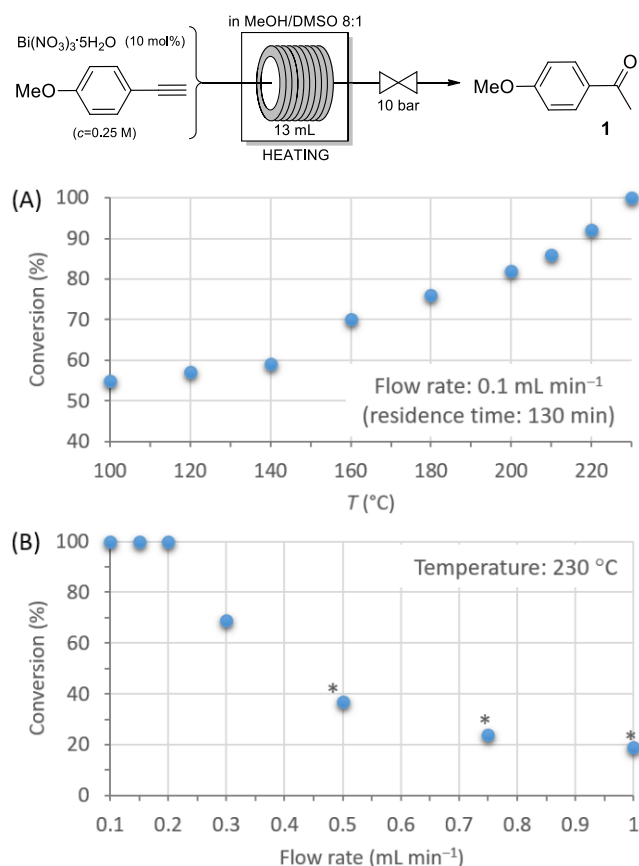 in MeOH/DMSO 8:1
Bi(NO₃)₃·5H₂O (10 mol%)
MeO
(c=0.25 M)
13 mL
HEATING
10 bar
MeO
O
1
(A)
Conversion (%)
100
90
80
70
60
50
40
Flow rate: 0.1 mL min⁻¹
(residence time: 130 min)
100 120 140 160 180 200 220
T (°C)
(B)
Conversion (%)
100
80
60
40
20
0
Temperature: 230 °C
* * *
0.1 0.2 0.3 0.4 0.5 0.6 0.7 0.8 0.9 1
Flow rate (mL min⁻¹)